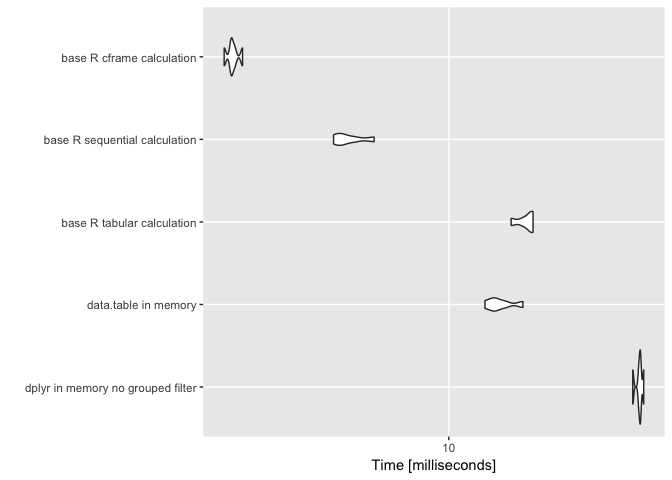 base R cframe calculation
base R sequential calculation
base R tabular calculation
data.table in memory
dplyr in memory no grouped filter
10
Time [milliseconds]